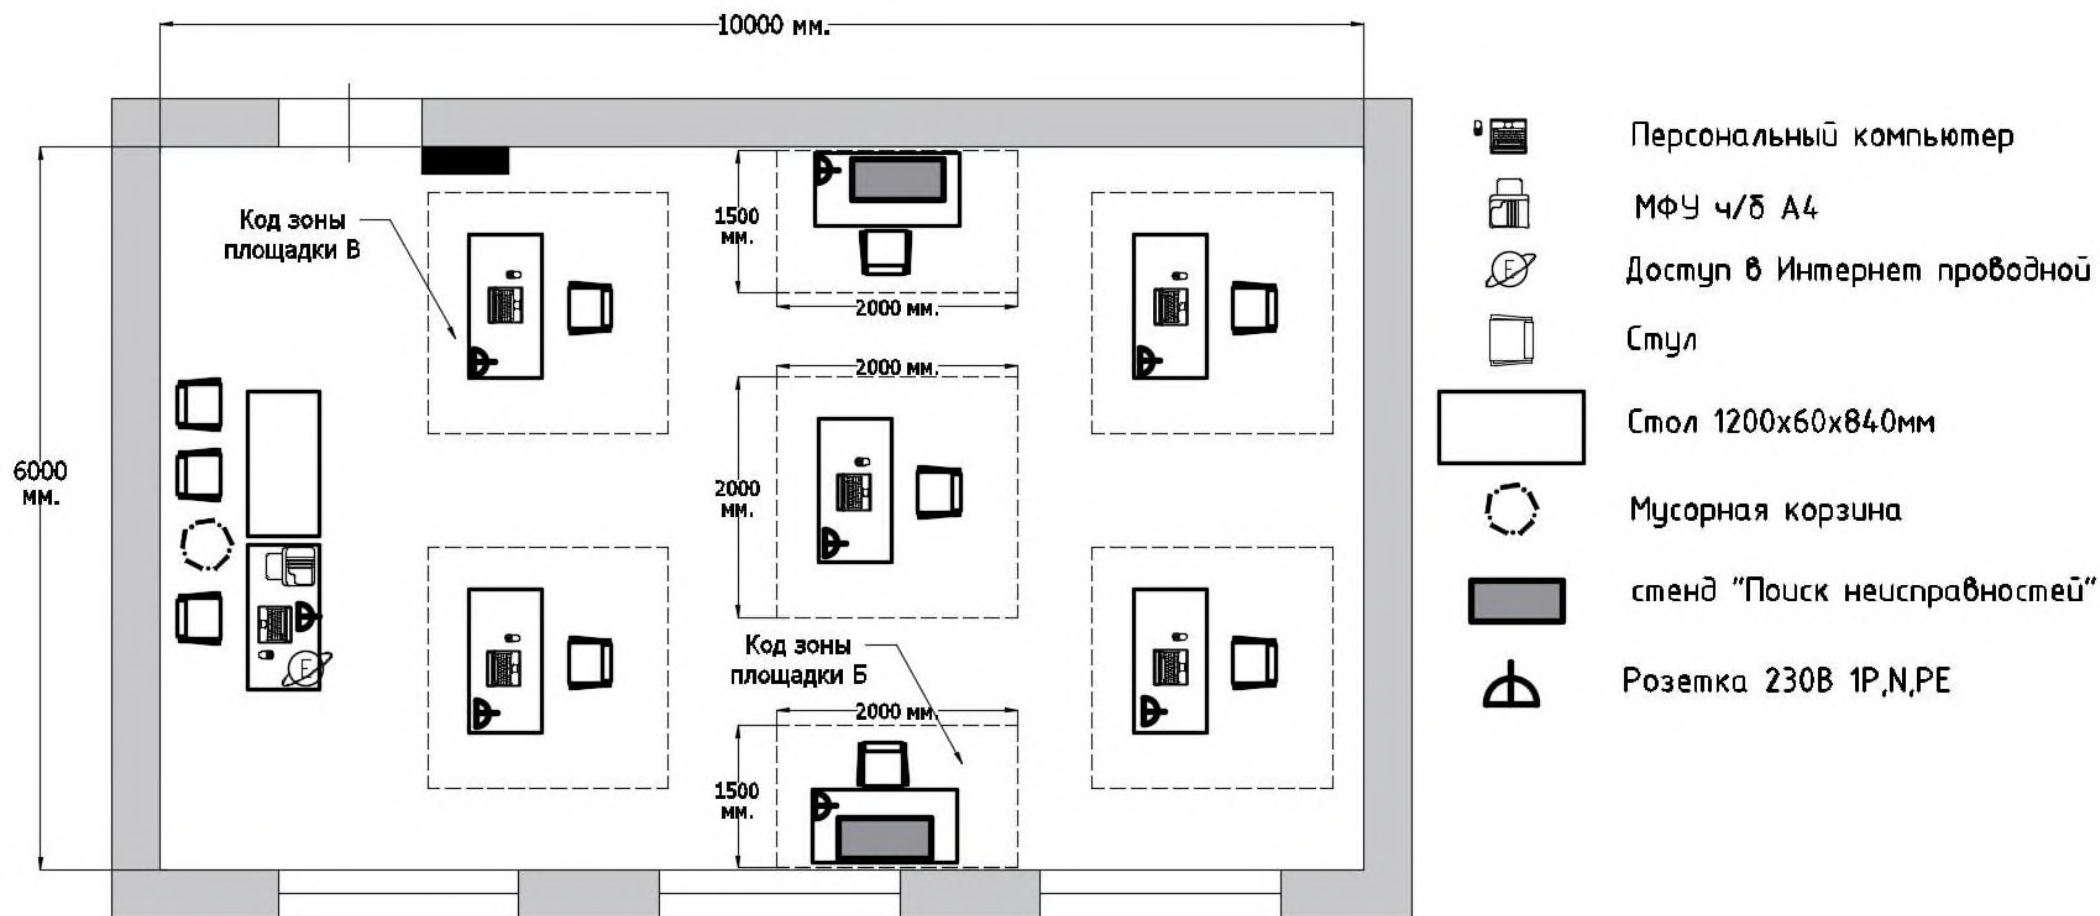 10000 мм.
Код зоны
площадки В
1500
мм.
2000 мм.
2000 мм.
6000
мм.
2000
мм.
Код зоны
площадки Б
2000 мм.
1500
мм.
E
Персональный компьютер
МФУ ч/б А4
E
Доступ в Интернет проводной
Стул
Стол 1200х60х840мм
Мусорная корзина
стенд "Поиск неисправностей"
Розетка 230В 1P,N,PE